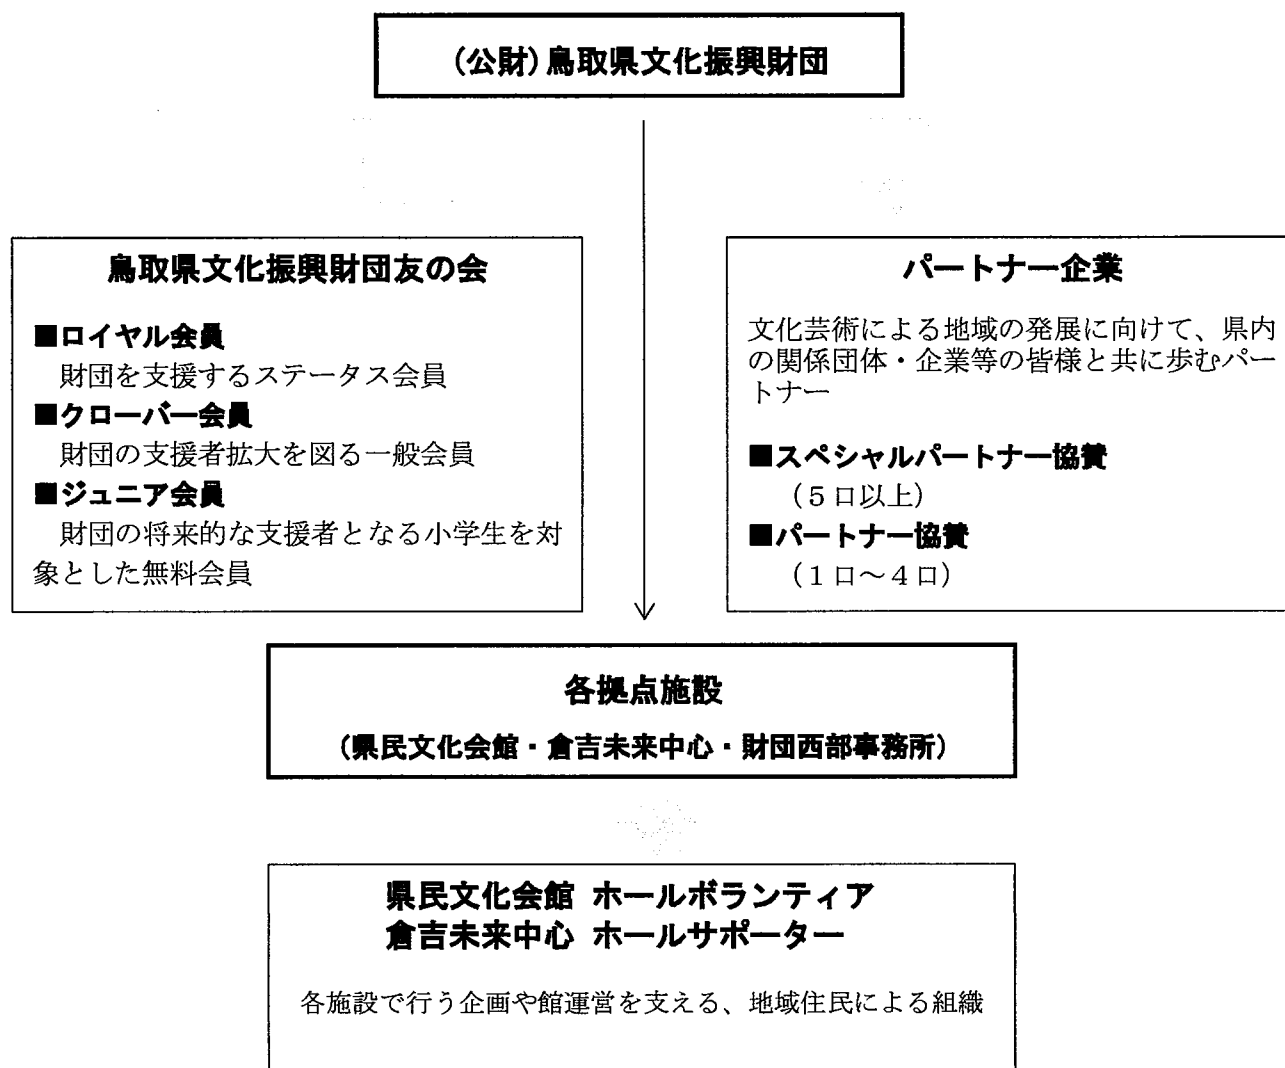 (公財)鳥取県文化振興財団
鳥取県文化振興財団友の会
■ロイヤル会員
財団を支援するステータス会員
■クローバー会員
財団の支援者拡大を図る一般会員
■ジュニア会員
財団の将来的な支援者となる小学生を対
象とした無料会員
パートナー企業
文化芸術による地域の発展に向けて、県内
の関係団体・企業等の皆様と共に歩むパー
トナー
■スペシャルパートナー協賛
（５口以上）
■パートナー協賛
（１口～４口）
各拠点施設
(県民文化会館・倉吉未来中心・財団西部事務所)
県民文化会館 ホールボランティア
倉吉未来中心 ホールサポーター
各施設で行う企画や館運営を支える、地域住民による組織